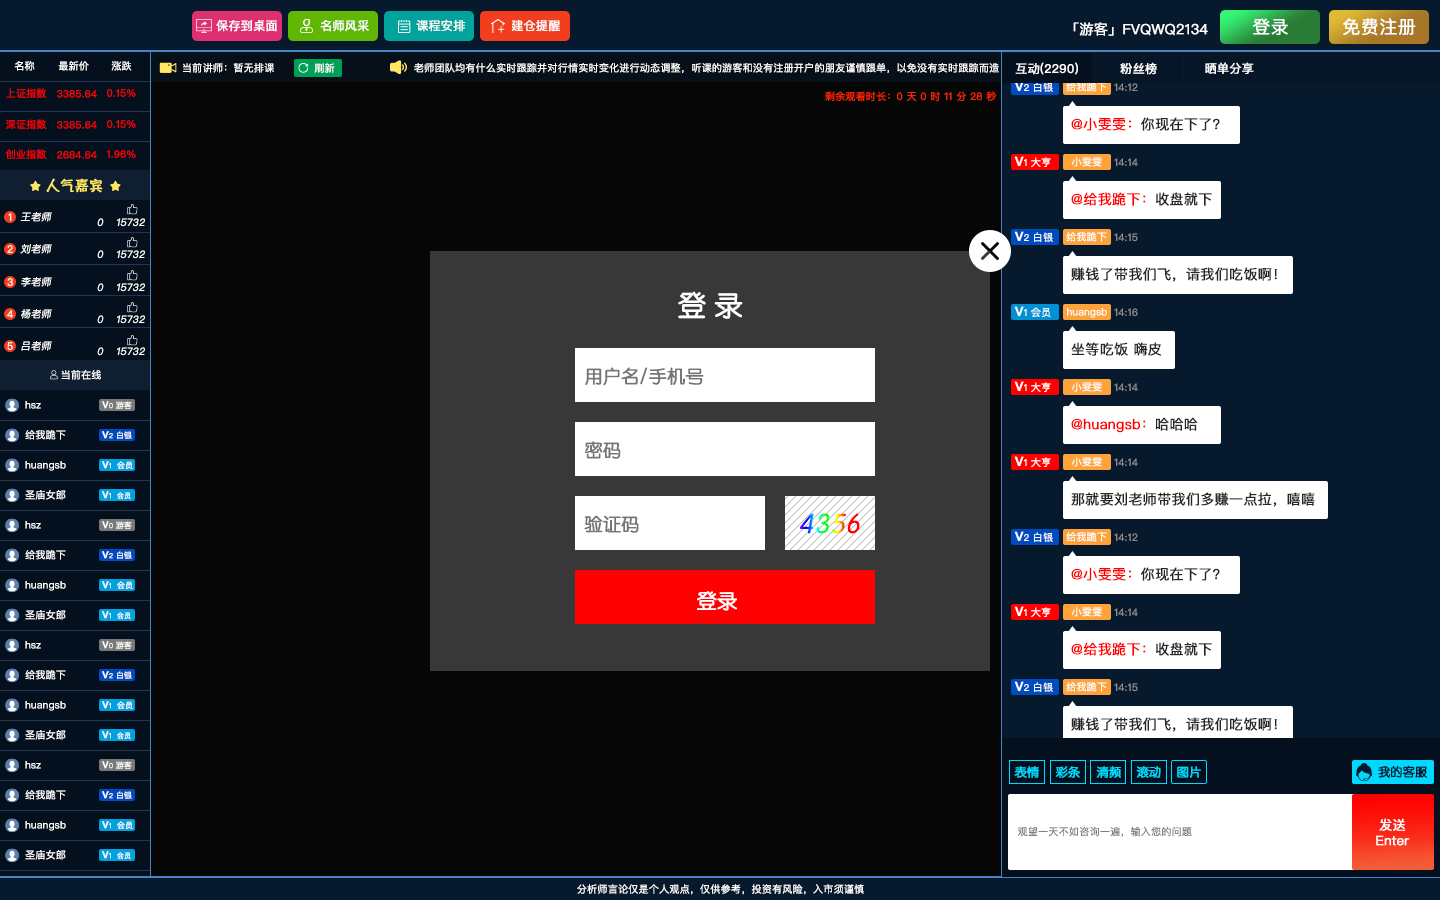 保存到桌面 名师风采 课程安排 建仓提醒 「游客」FVQWQ2134 登录 免费注册
名称 最新价 涨跌
上证指数 3385.64 0.15%
深证指数 3385.64 0.15%
创业指数 2684.64 1.96%
人气嘉宾
1 王老师 0 15732
2 刘老师 0 15732
3 李老师 0 15732
4 杨老师 0 15732
5 吕老师 0 15732
当前在线
hsz V0 游客
给我跪下 V2 白银
huangsb V1 会员
圣庙女郎 V1 会员
hsz V0 游客
给我跪下 V2 白银
huangsb V1 会员
圣庙女郎 V1 会员
hsz V0 游客
给我跪下 V2 白银
huangsb V1 会员
圣庙女郎 V1 会员
hsz V0 游客
给我跪下 V2 白银
huangsb V1 会员
圣庙女郎 V1 会员
当前讲师：暂无排课 刷新 老师团队均有什么实时跟踪并对行情实时变化进行动态调整，听课的游客和没有注册开户的朋友谨慎跟单，以免没有实时跟踪而造
剩余观看时长：0 天 0 时 11 分 28 秒
登 录
用户名/手机号
密码
验证码 4356
登录
互动(2290) 粉丝榜 晒单分享
V2 白银 给我跪下 14:12
@小雯雯：你现在下了？
V1 大亨 小雯雯 14:14
@给我跪下：收盘就下
V2 白银 给我跪下 14:15
赚钱了带我们飞，请我们吃饭啊！
V1 会员 huangsb 14:16
坐等吃饭 嗨皮
V1 大亨 小雯雯 14:14
@huangsb：哈哈哈
V1 大亨 小雯雯 14:14
那就要刘老师带我们多赚一点拉，嘻嘻
V2 白银 给我跪下 14:12
@小雯雯：你现在下了？
V1 大亨 小雯雯 14:14
@给我跪下：收盘就下
V2 白银 给我跪下 14:15
赚钱了带我们飞，请我们吃饭啊！
表情 彩条 清频 滚动 图片 我的客服
观望一天不如咨询一遍，输入您的问题
发送
Enter
分析师言论仅是个人观点，仅供参考，投资有风险，入市须谨慎